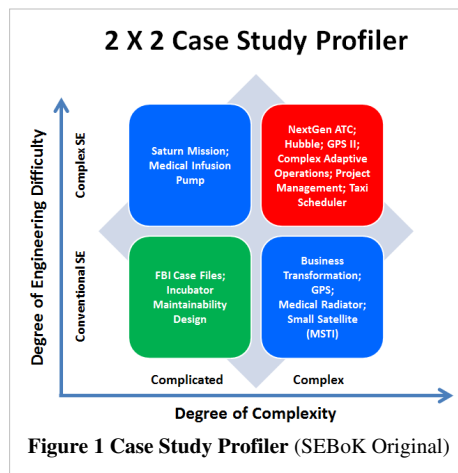 2 X 2 Case Study Profiler
Degree of Engineering Difficulty
Complex SE
Conventional SE
Saturn Mission;
Medical Infusion
Pump
NextGen ATC;
Hubble; GPS II;
Complex Adaptive
Operations; Project
Management; Taxi
Scheduler
FBI Case Files;
Incubator
Maintainability
Design
Business
Transformation;
GPS;
Medical Radiator;
Small Satellite
(MSTI)
Complicated
Complex
Degree of Complexity
Figure 1 Case Study Profiler (SEBoK Original)